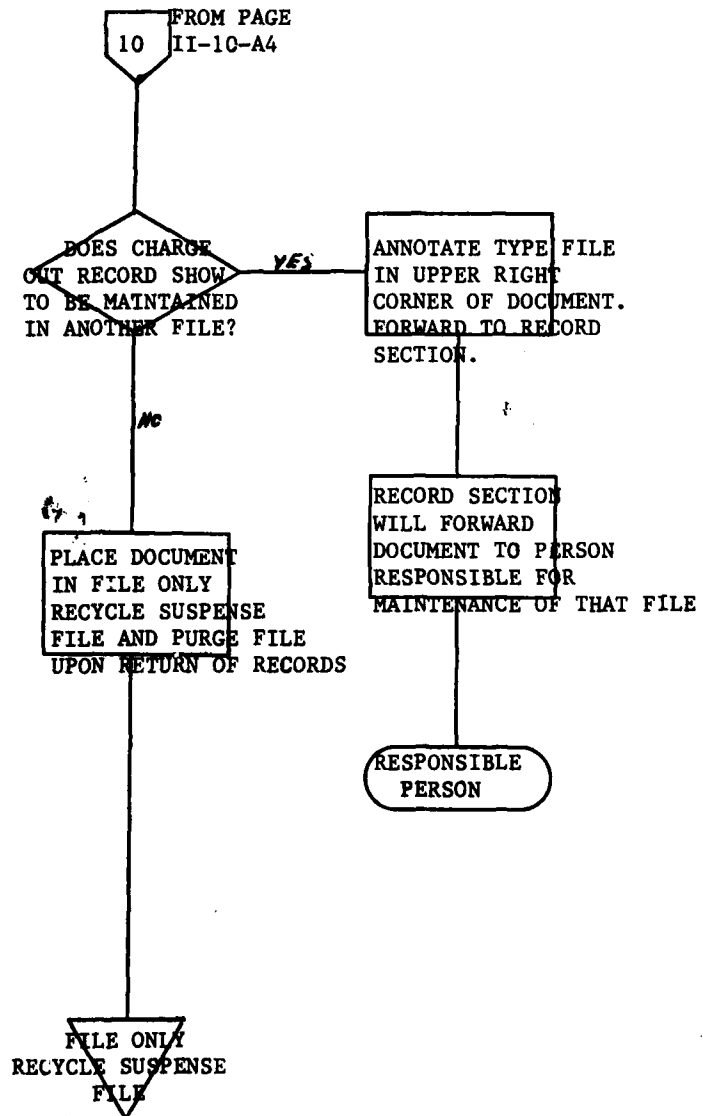 FROM PAGE
10 II-10-A4
DOES CHARGE
OUT RECORD SHOW
TO BE MAINTAINED
IN ANOTHER FILE?
YES
ANNOTATE TYPE FILE
IN UPPER RIGHT
CORNER OF DOCUMENT.
FORWARD TO RECORD
SECTION.
NO
RECORD SECTION
WILL FORWARD
DOCUMENT TO PERSON
RESPONSIBLE FOR
MAINTENANCE OF THAT FILE
PLACE DOCUMENT
IN FILE ONLY
RECYCLE SUSPENSE
FILE AND PURGE FILE
UPON RETURN OF RECORDS
RESPONSIBLE
PERSON
FILE ONLY
RECYCLE SUSPENSE
FILE